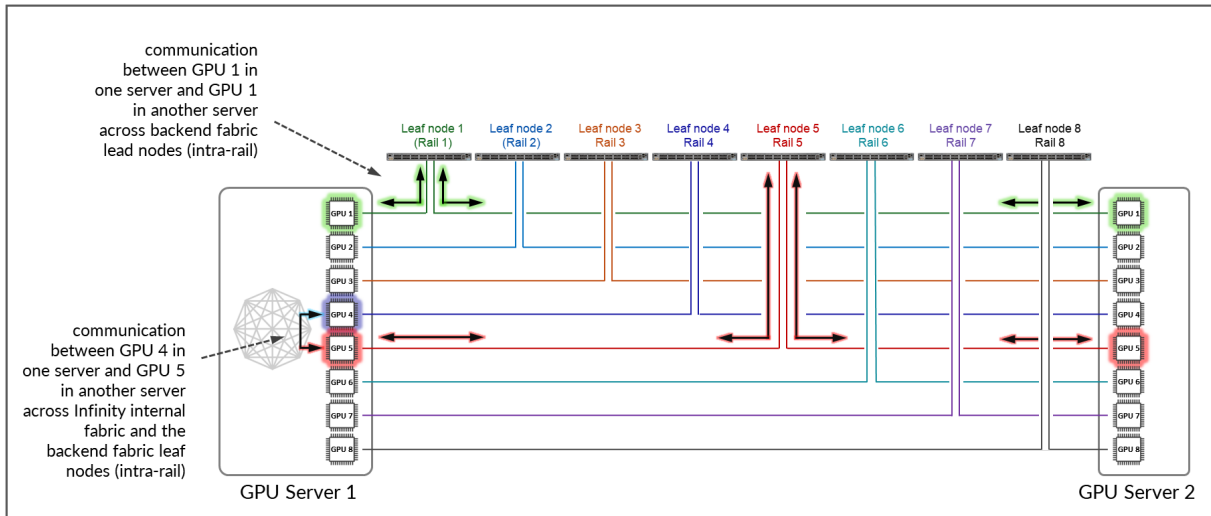 communication
between GPU 1 in
one server and GPU 1
in another server
across backend fabric
lead nodes (intra-rail)
Leaf node 1
(Rail 1)
Leaf node 2
(Rail 2)
Leaf node 3
Rail 3
Leaf node 4
Rail 4
Leaf node 5
Rail 5
Leaf node 6
Rail 6
Leaf node 7
Rail 7
Leaf node 8
Rail 8
GPU 1
GPU 2
GPU 3
GPU 4
GPU 5
GPU 6
GPU 7
GPU 8
communication
between GPU 4 in
one server and GPU 5
in another server
across Infinity internal
fabric and the
backend fabric leaf
nodes (intra-rail)
GPU Server 1
GPU 1
GPU 2
GPU 3
GPU 4
GPU 5
GPU 6
GPU 7
GPU 8
GPU Server 2